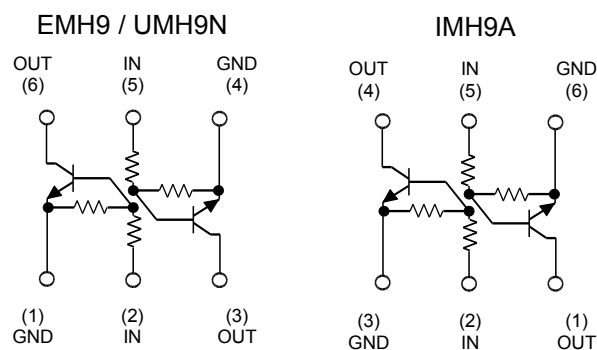 EMH9 / UMH9N
IMH9A
OUT IN GND
(6) (5) (4)
OUT IN GND
(4) (5) (6)
(1) (2) (3)
GND IN OUT
(3) (2) (1)
GND IN OUT